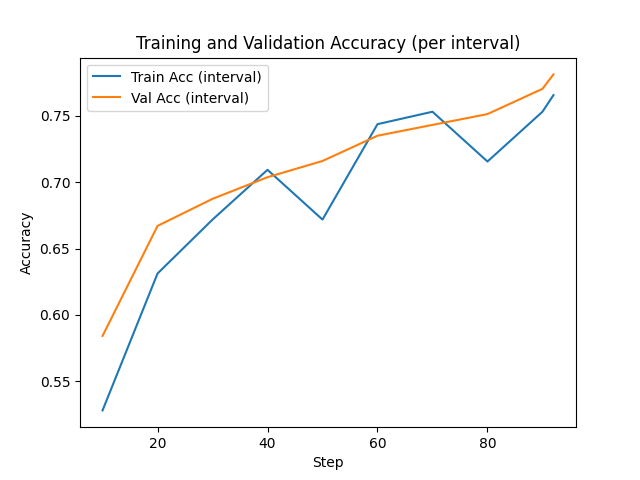 Training and Validation Accuracy (per interval)
Train Acc (interval)
Val Acc (interval)
Accuracy
0.75
0.70
0.65
0.60
0.55
20 40 60 80
Step